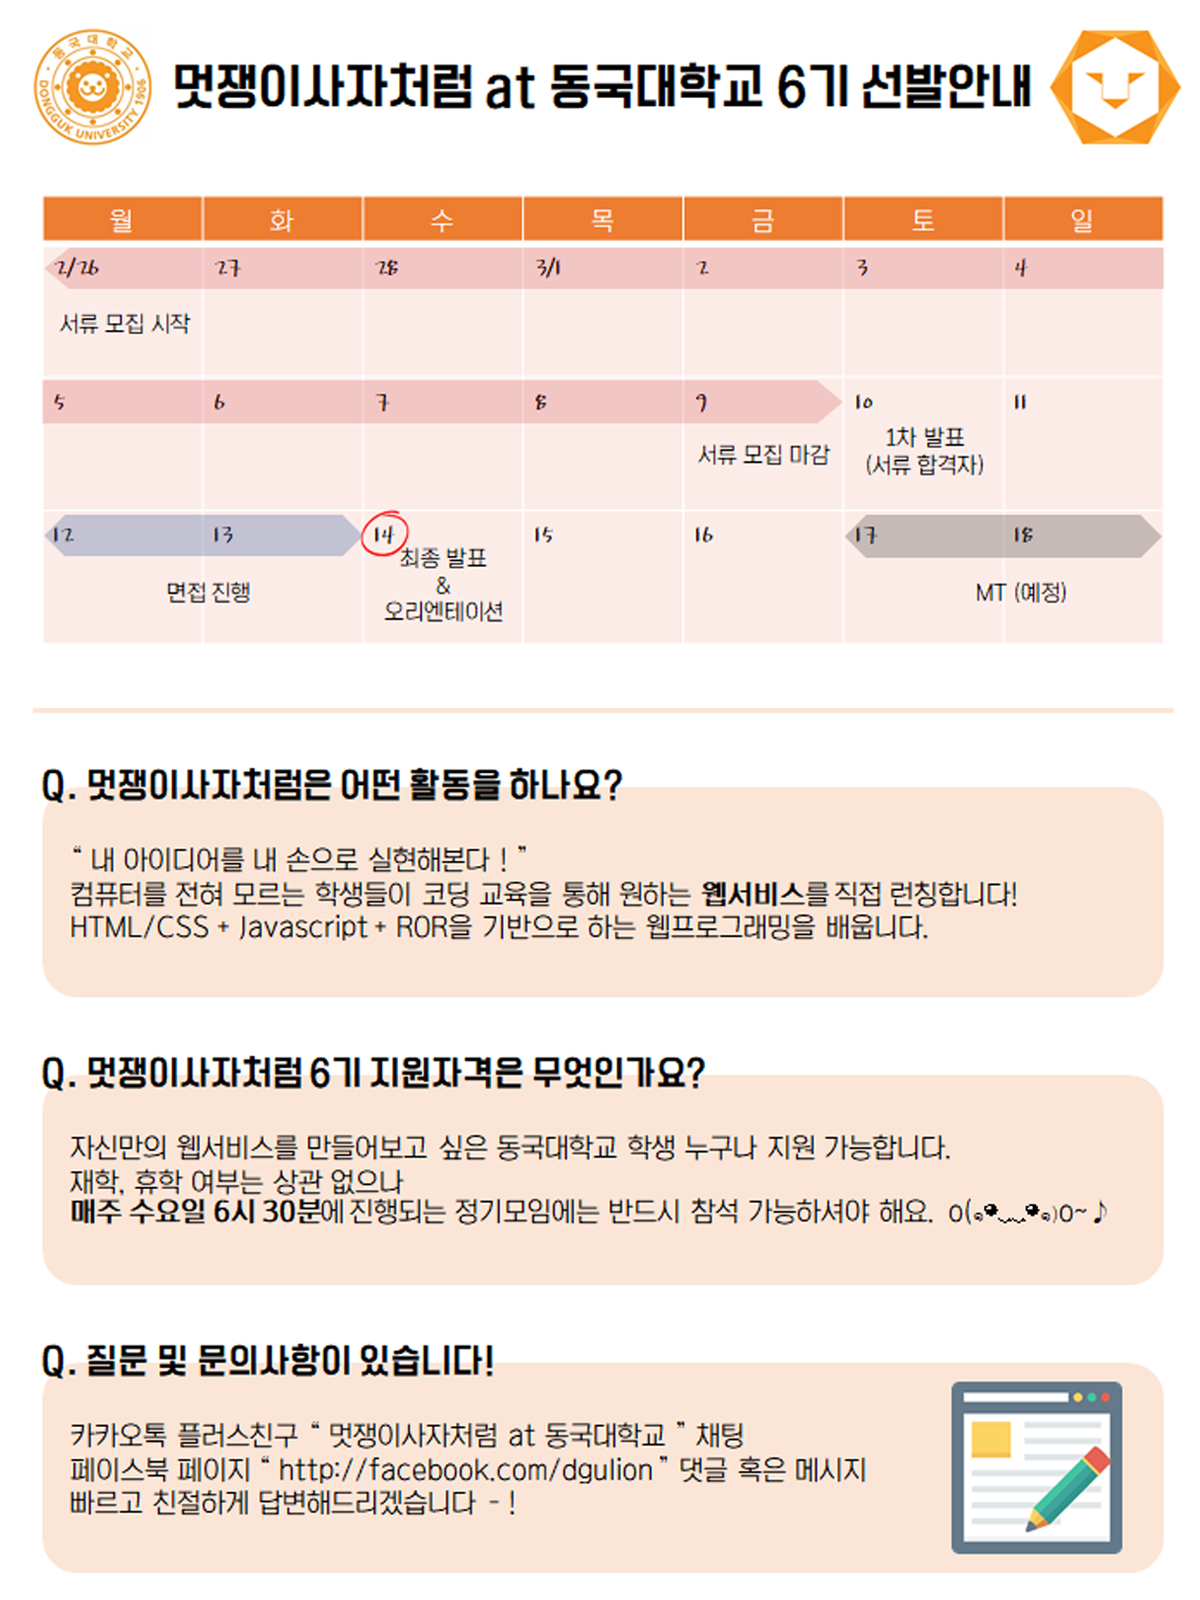 동국대학교
DONGGUK UNIVERSITY 1906
멋쟁이사자처럼 at 동국대학교 6기 선발안내
월 화 수 목 금 토 일
2/26 27 28 3/1 2 3 4
서류 모집 시작
5 6 7 8 9 10 11
서류 모집 마감
1차 발표
(서류 합격자)
12 13 14 15 16 17 18
면접 진행
최종 발표
&
오리엔테이션
MT (예정)
Q. 멋쟁이사자처럼은 어떤 활동을 하나요?
“ 내 아이디어를 내 손으로 실현해본다 ! ”
컴퓨터를 전혀 모르는 학생들이 코딩 교육을 통해 원하는 웹서비스를 직접 런칭합니다!
HTML/CSS + Javascript + ROR을 기반으로 하는 웹프로그래밍을 배웁니다.
Q. 멋쟁이사자처럼 6기 지원자격은 무엇인가요?
자신만의 웹서비스를 만들어보고 싶은 동국대학교 학생 누구나 지원 가능합니다.
재학, 휴학 여부는 상관 없으나
매주 수요일 6시 30분에 진행되는 정기모임에는 반드시 참석 가능하셔야 해요. o(｡◕‿‿◕｡)o~♪
Q. 질문 및 문의사항이 있습니다!
카카오톡 플러스친구 “ 멋쟁이사자처럼 at 동국대학교 ” 채팅
페이스북 페이지 “ http://facebook.com/dgulion ” 댓글 혹은 메시지
빠르고 친절하게 답변해드리겠습니다 - !